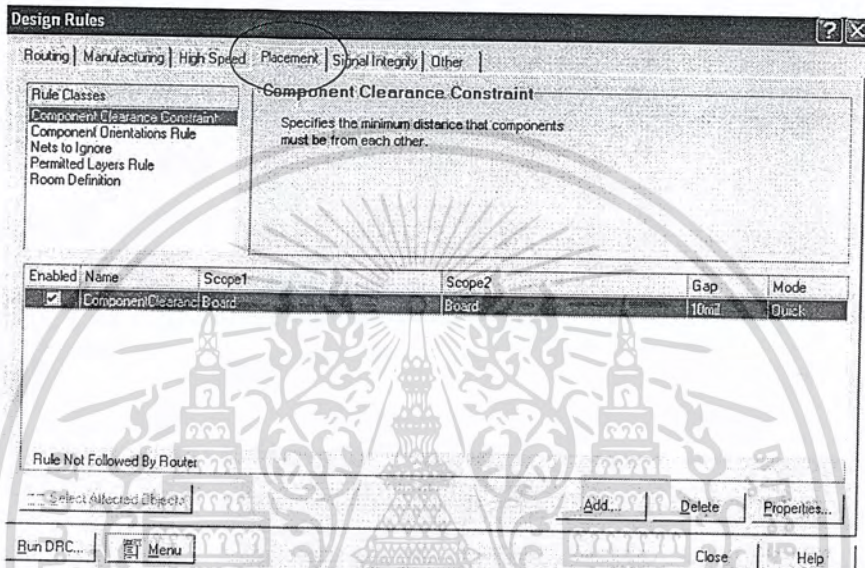 Design Rules
Routing Manufacturing High Speed Placement Signal Integrity Other
Rule Classes
Component Clearance Constraint
Component Orientations Rule
Nets to Ignore
Permitted Layers Rule
Room Definition
Component Clearance Constraint
Specifies the minimum distance that components
must be from each other.
Enabled Name Scope1 Scope2 Gap Mode
ComponentClearanc Board Board 10mil Quick
Rule Not Followed By Router
Select Affected Objects
Add... Delete Properties...
Run DRC... Menu Close Help